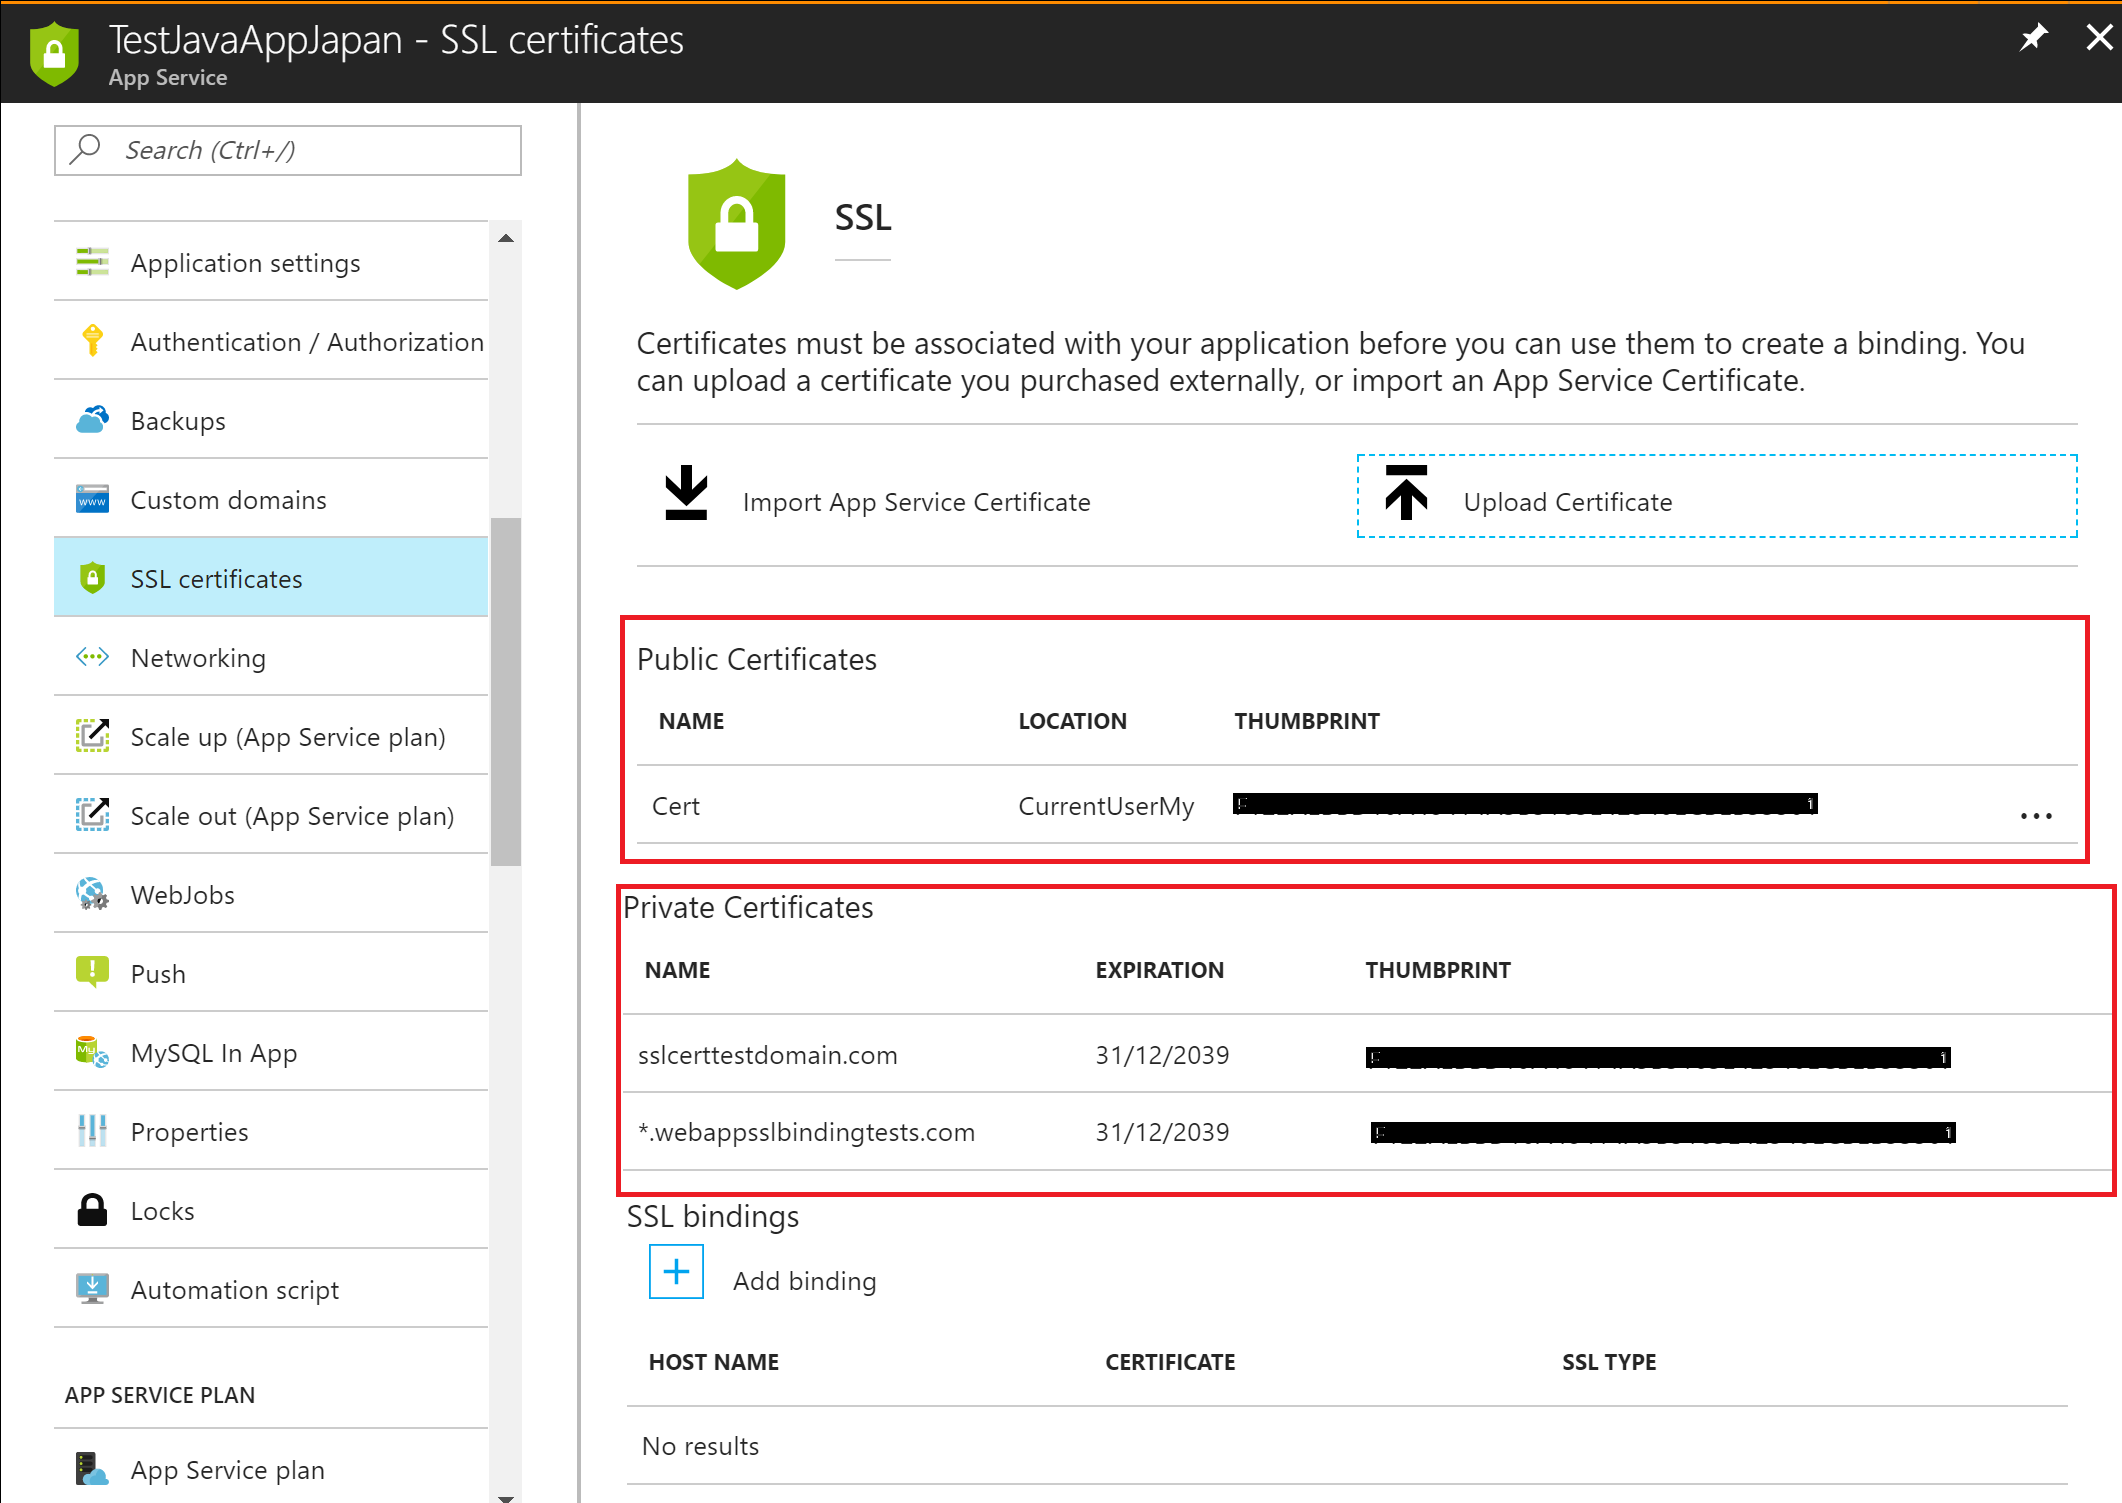 TestJavaAppJapan - SSL certificates
App Service
Search (Ctrl+/)
Application settings
Authentication / Authorization
Backups
Custom domains
www
SSL certificates
Networking
Scale up (App Service plan)
Scale out (App Service plan)
WebJobs
Push
My
MySQL In App
Properties
Locks
Automation script
APP SERVICE PLAN
App Service plan
SSL
Certificates must be associated with your application before you can use them to create a binding. You
can upload a certificate you purchased externally, or import an App Service Certificate.
Import App Service Certificate
Upload Certificate
Public Certificates
NAME LOCATION THUMBPRINT
Cert CurrentUserMy
...
Private Certificates
NAME EXPIRATION THUMBPRINT
sslcerttestdomain.com 31/12/2039
*.webappsslbindingtests.com 31/12/2039
SSL bindings
Add binding
HOST NAME CERTIFICATE SSL TYPE
No results